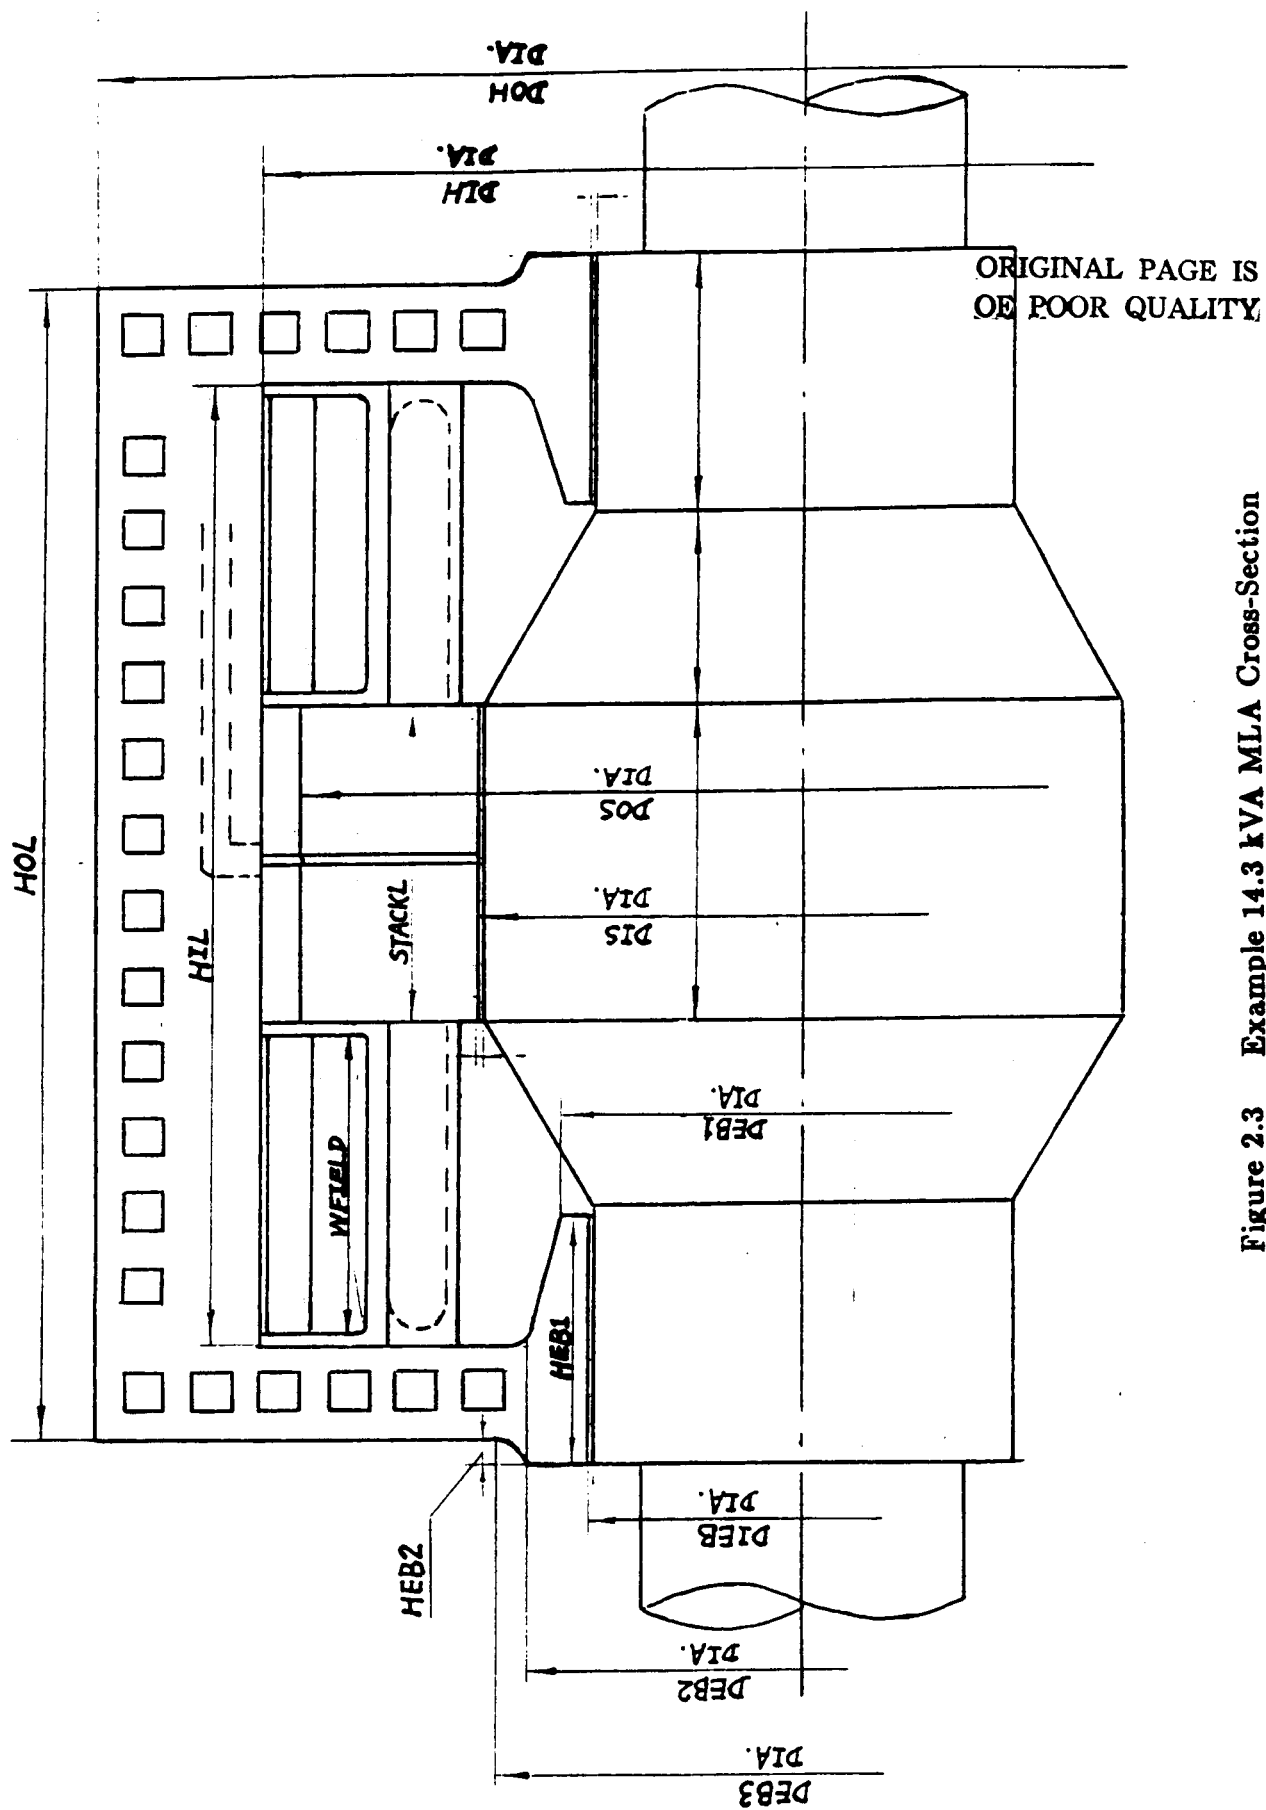 DIA.
DOH
DIA.
DIH
ORIGINAL PAGE IS
OE POOR QUALITY
HOL
HIL
STACKL
DIA.
DOS
DIA.
DIS
WFIELD
DIA.
DEB1
HEB1
HEB2
DIA.
DIEB
DIA.
DEB2
DIA.
DEB3
Figure 2.3 Example 14.3 kVA MLA Cross-Section